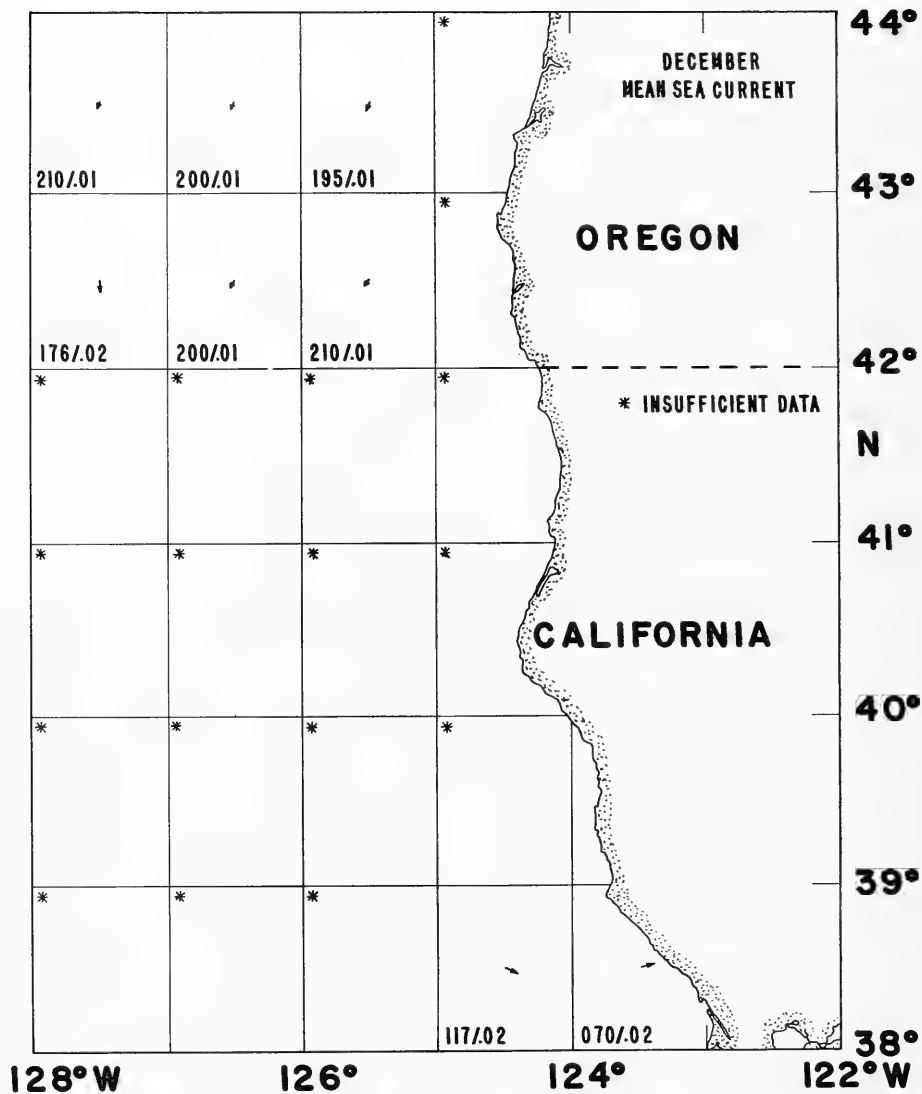 44°
DECEMBER
MEAN SEA CURRENT
210/.01 200/.01 195/.01
43°
OREGON
176/.02 200/.01 210/.01
42°
* * * *
* INSUFFICIENT DATA
N
41°
* * * *
CALIFORNIA
40°
* * * *
39°
* * *
117/.02 070/.02
38°
128°W 126° 124° 122°W